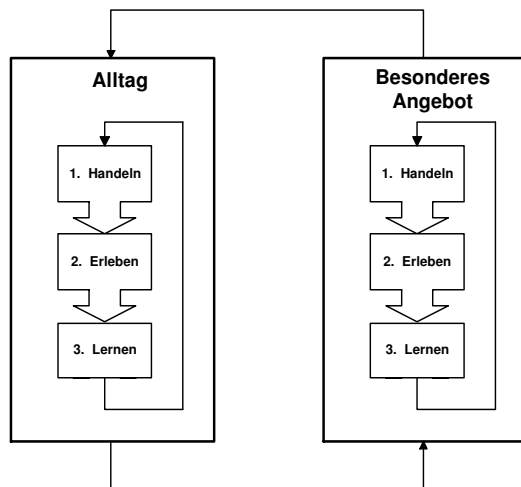 Alltag
1. Handeln
2. Erleben
3. Lernen
Besonderes
Angebot
1. Handeln
2. Erleben
3. Lernen